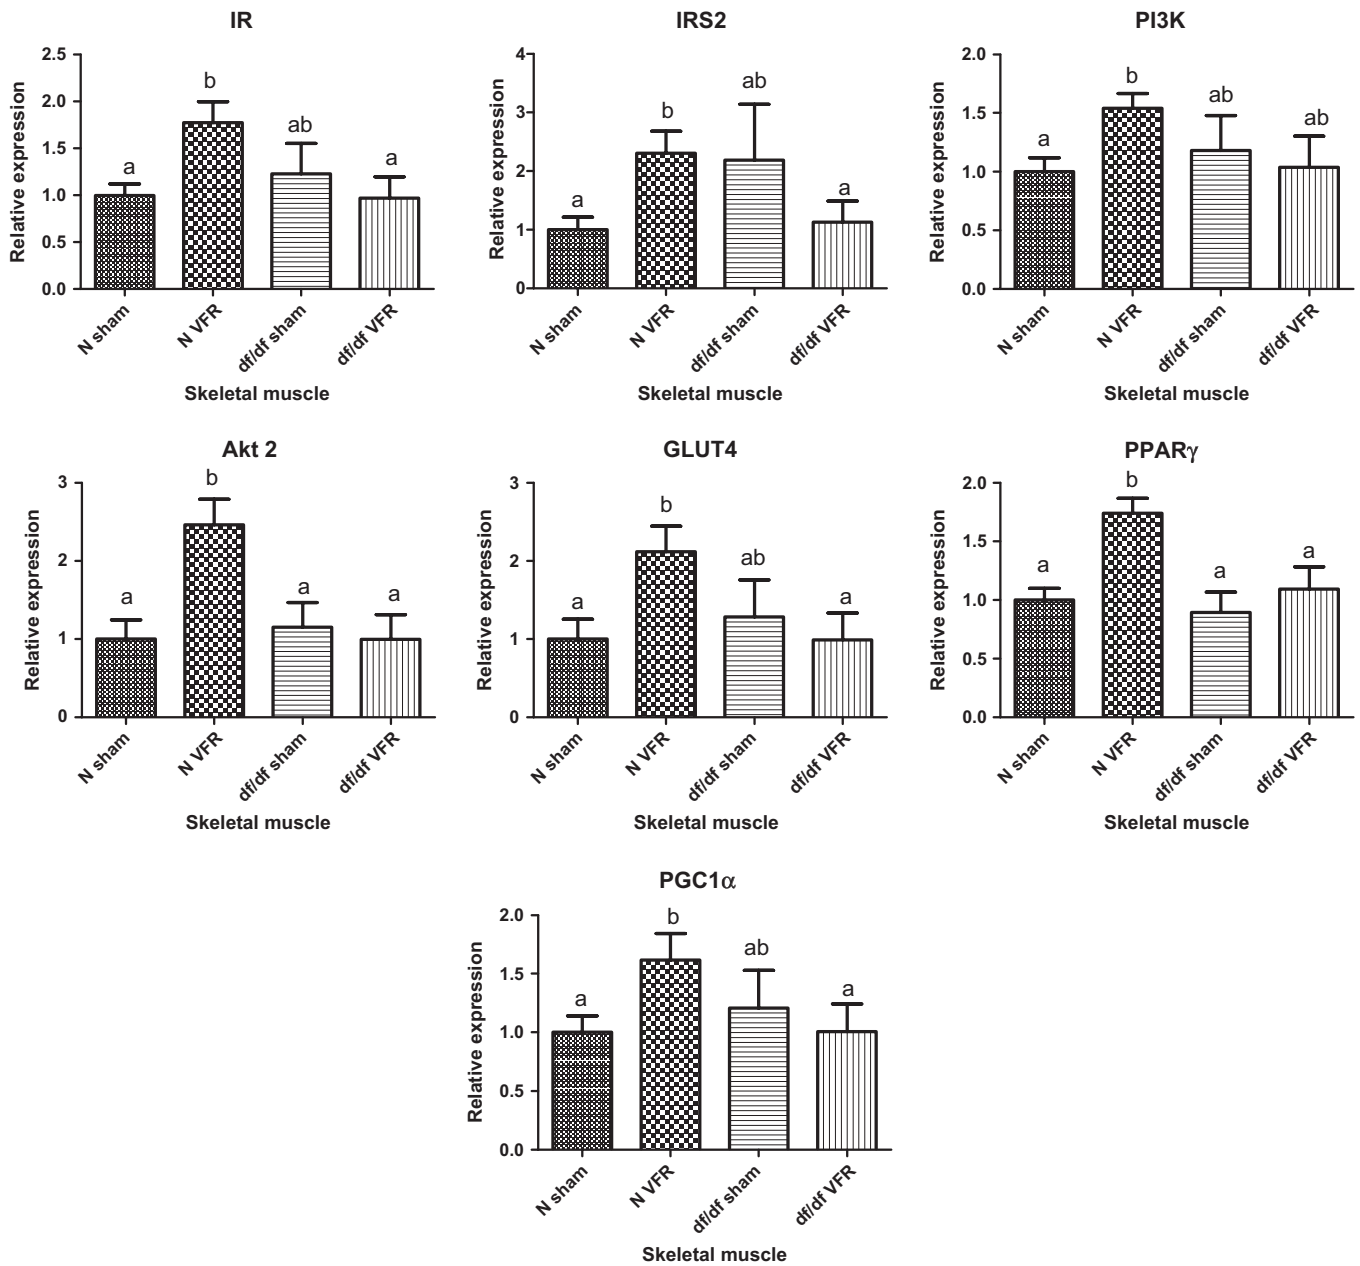 IR
Relative expression
2.5
2.0
1.5
1.0
0.5
0.0
a
b
ab
a
N sham
N VFR
df/df sham
df/df VFR
Skeletal muscle
IRS2
Relative expression
4
3
2
1
0
a
b
ab
a
N sham
N VFR
df/df sham
df/df VFR
Skeletal muscle
PI3K
Relative expression
2.0
1.5
1.0
0.5
0.0
a
b
ab
ab
N sham
N VFR
df/df sham
df/df VFR
Skeletal muscle
Akt 2
Relative expression
3
2
1
0
a
b
a
a
N sham
N VFR
df/df sham
df/df VFR
Skeletal muscle
GLUT4
Relative expression
3
2
1
0
a
b
ab
a
N sham
N VFR
df/df sham
df/df VFR
Skeletal muscle
PPARγ
Relative expression
2.0
1.5
1.0
0.5
0.0
a
b
a
a
N sham
N VFR
df/df sham
df/df VFR
Skeletal muscle
PGC1α
Relative expression
2.0
1.5
1.0
0.5
0.0
a
b
ab
a
N sham
N VFR
df/df sham
df/df VFR
Skeletal muscle